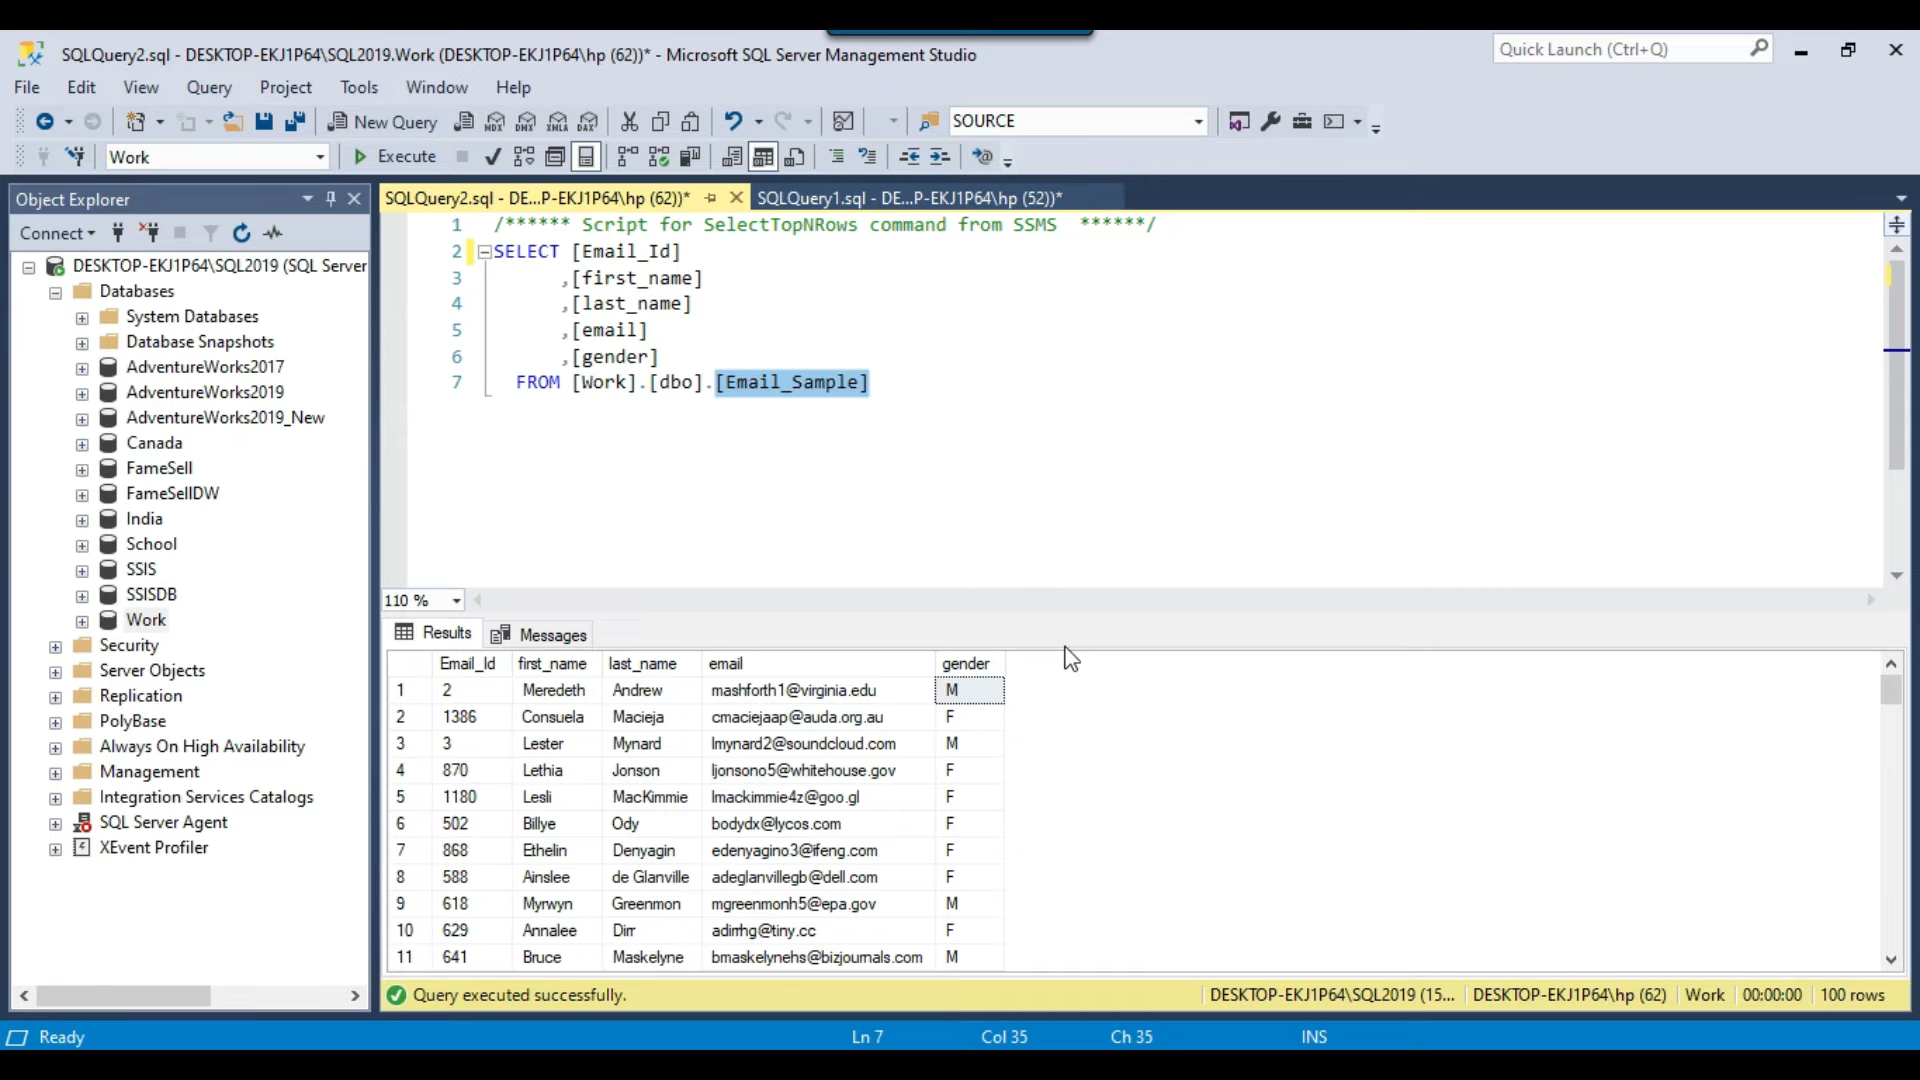 SQLQuery2.sql - DESKTOP-EKJ1P64\SQL2019.Work (DESKTOP-EKJ1P64\hp (62))* - Microsoft SQL Server Management Studio
Quick Launch (Ctrl+Q)
File Edit View Query Project Tools Window Help
New Query MDX DMX XMLA DAX SOURCE
Work Execute
Object Explorer
SQLQuery2.sql - DE...P-EKJ1P64\hp (62))* SQLQuery1.sql - DE...P-EKJ1P64\hp (52))*
Connect
DESKTOP-EKJ1P64\SQL2019 (SQL Server
Databases
System Databases
Database Snapshots
AdventureWorks2017
AdventureWorks2019
AdventureWorks2019_New
Canada
FameSell
FameSellDW
India
School
SSIS
SSISDB
Work
Security
Server Objects
Replication
PolyBase
Always On High Availability
Management
Integration Services Catalogs
SQL Server Agent
XEvent Profiler
1 /****** Script for SelectTopNRows command from SSMS ******/
2 SELECT [Email_Id]
3 ,[first_name]
4 ,[last_name]
5 ,[email]
6 ,[gender]
7 FROM [Work].[dbo].[Email_Sample]
110 %
Results Messages
Email_Id first_name last_name email gender
1 2 Meredeth Andrew mashforth1@virginia.edu M
2 1386 Consuela Macieja cmaciejaap@auda.org.au F
3 3 Lester Mynard lmynard2@soundcloud.com M
4 870 Lethia Jonson ljonsono5@whitehouse.gov F
5 1180 Lesli MacKimmie lmackimmie4z@goo.gl F
6 502 Billye Ody bodydx@lycos.com F
7 868 Ethelin Denyagin edenyagino3@ifeng.com F
8 588 Ainslee de Glanville adeglanvillegb@dell.com F
9 618 Myrwyn Greenmon mgreenmonh5@epa.gov M
10 629 Annalee Dirr adirrhg@tiny.cc F
11 641 Bruce Maskelyne bmaskelynehs@bizjournals.com M
Query executed successfully. DESKTOP-EKJ1P64\SQL2019 (15... DESKTOP-EKJ1P64\hp (62) Work 00:00:00 100 rows
Ready Ln 7 Col 35 Ch 35 INS